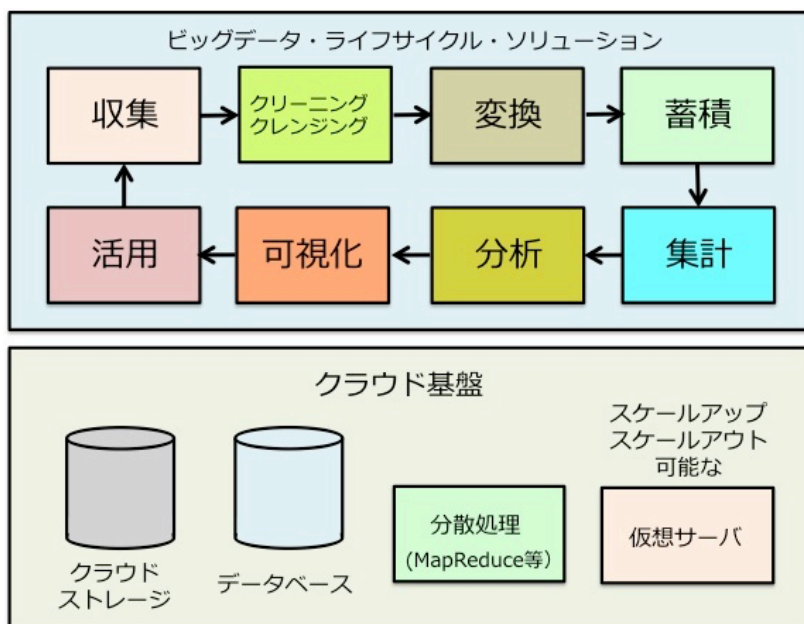 ビッグデータ・ライフサイクル・ソリューション
収集
クリーニング
クレンジング
変換
蓄積
活用
可視化
分析
集計
クラウド基盤
クラウド
ストレージ
データベース
分散処理
(MapReduce等)
スケールアップ
スケールアウト
可能な
仮想サーバ